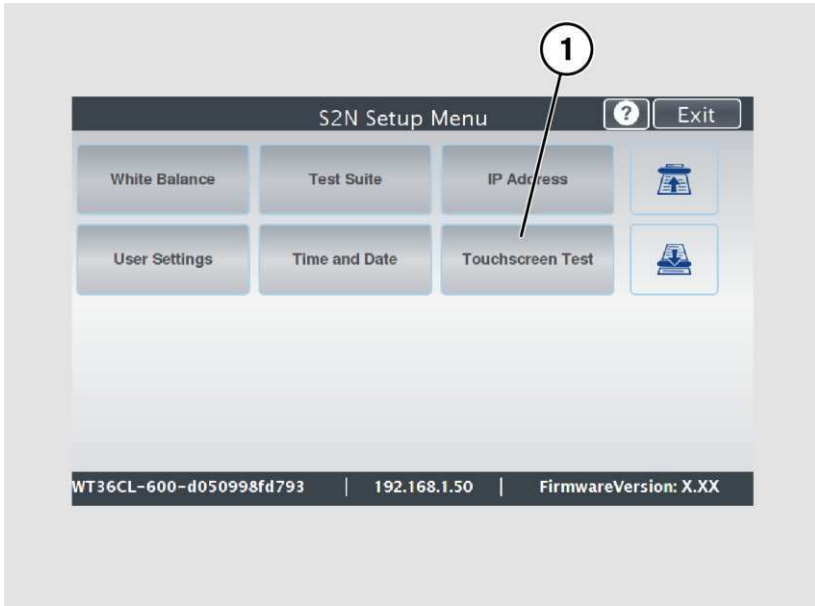 1
S2N Setup Menu ? Exit
White Balance Test Suite IP Address
User Settings Time and Date Touchscreen Test
WT36CL-600-d050998fd793 | 192.168.1.50 | FirmwareVersion: X.XX